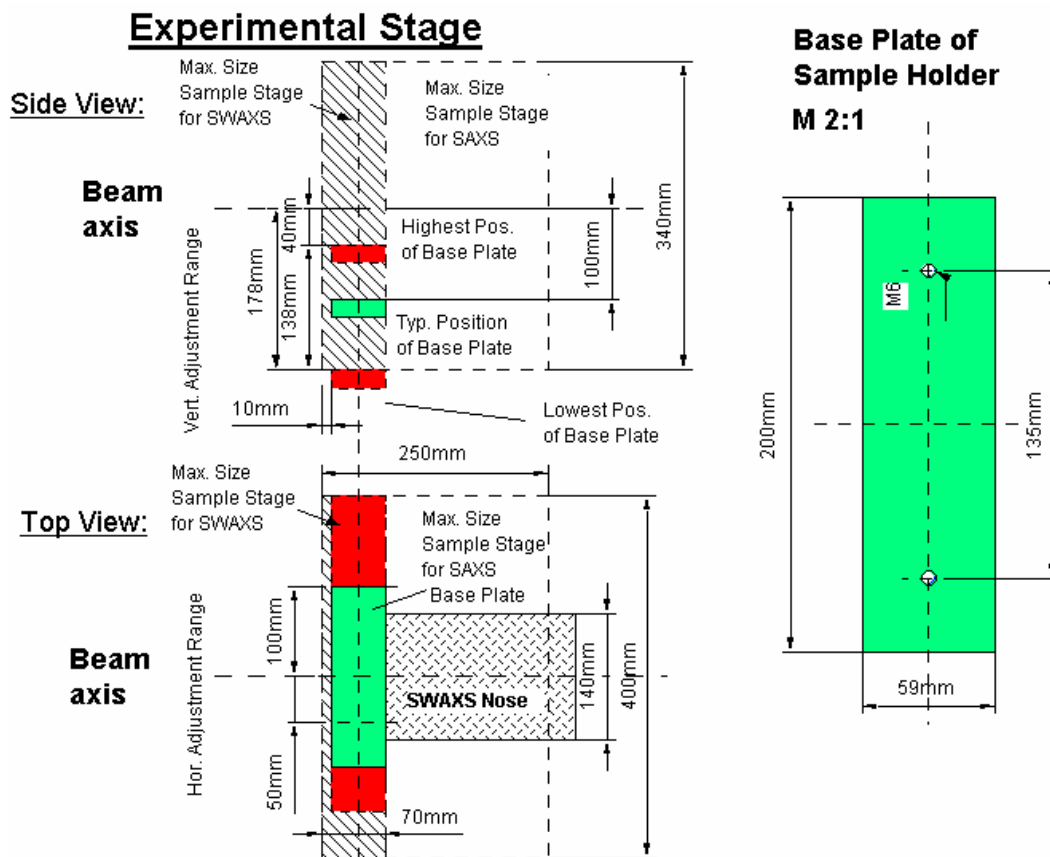 Experimental Stage
Side View:
Max. Size
Sample Stage
for SWAXS
Max. Size
Sample Stage
for SAXS
Beam
axis
Vert. Adjustment Range
178mm
40mm
138mm
Highest Pos.
of Base Plate
100mm
340mm
Typ. Position
of Base Plate
10mm
Lowest Pos.
of Base Plate
250mm
Top View:
Max. Size
Sample Stage
for SWAXS
Max. Size
Sample Stage
for SAXS
Base Plate
Beam
axis
Hor. Adjustment Range
100mm
50mm
SWAXS Nose
140mm
400mm
70mm
Base Plate of
Sample Holder
M 2:1
M6
200mm
135mm
59mm